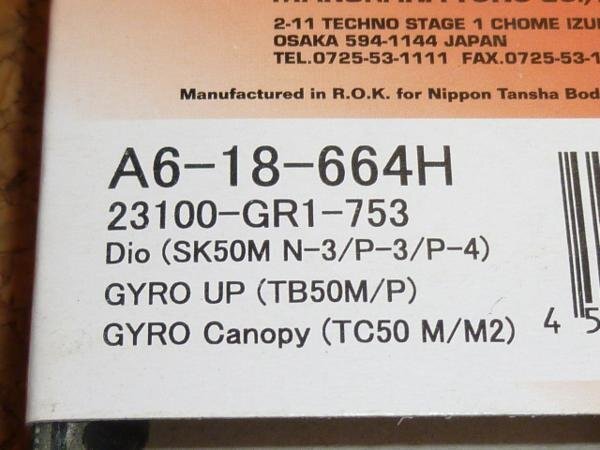 2-11 TECHNO STAGE 1 CHOME IZU
OSAKA 594-1144 JAPAN
TEL.0725-53-1111 FAX.0725-53-1
Manufactured in R.O.K. for Nippon Tansha Bod
A6-18-664H
23100-GR1-753
Dio (SK50M N-3/P-3/P-4)
GYRO UP (TB50M/P)
GYRO Canopy (TC50 M/M2)
4 5